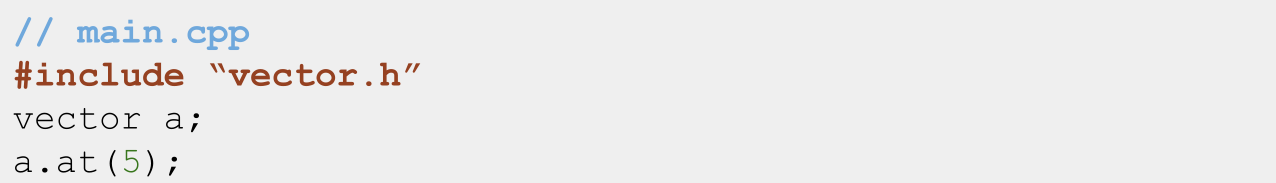 // main.cpp
#include “vector.h”
vector a;
a.at(5);